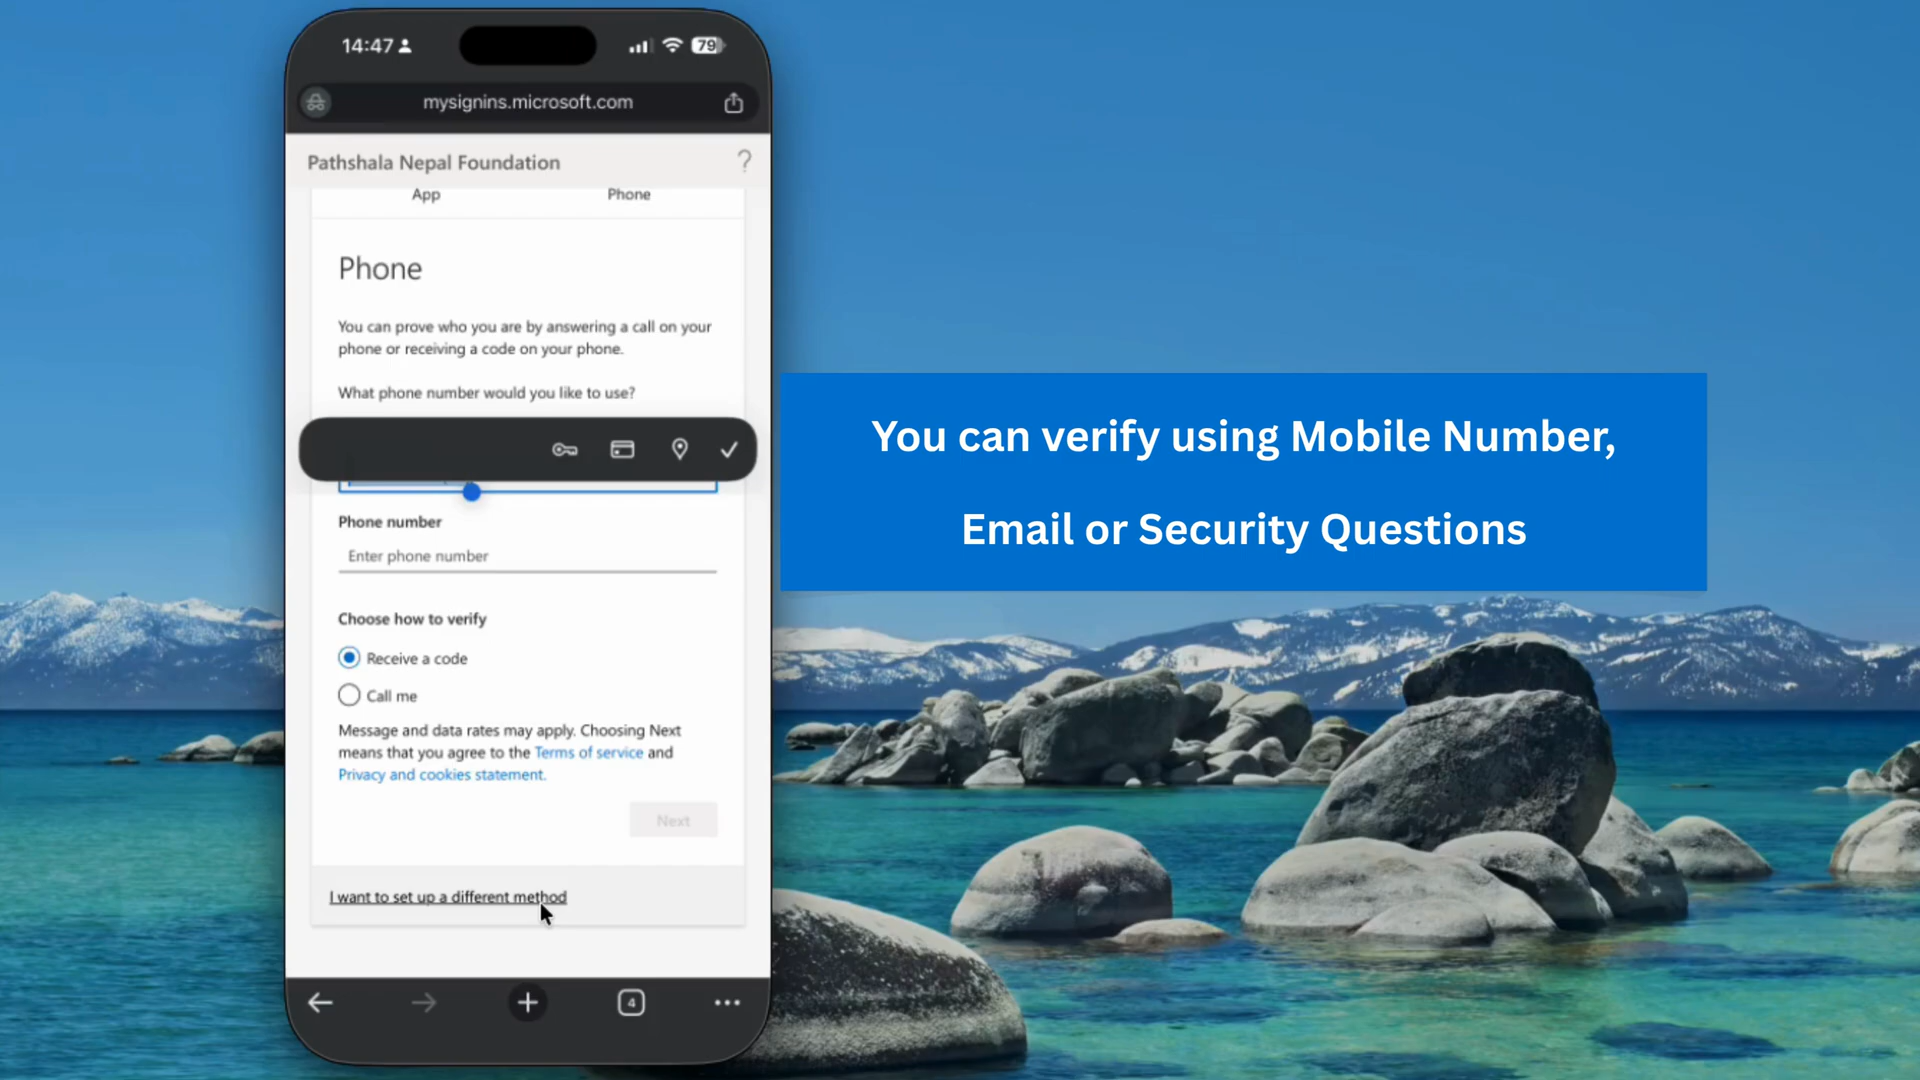 14:47
79
mysignins.microsoft.com
Pathshala Nepal Foundation
?
App
Phone
Phone
You can prove who you are by answering a call on your
phone or receiving a code on your phone.
What phone number would you like to use?
Phone number
Enter phone number
Choose how to verify
Receive a code
Call me
Message and data rates may apply. Choosing Next
means that you agree to the Terms of service and
Privacy and cookies statement.
Next
I want to set up a different method
4
You can verify using Mobile Number,
Email or Security Questions